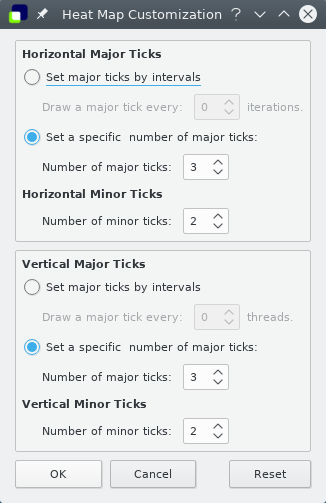 Heat Map Customization ?
Horizontal Major Ticks
Set major ticks by intervals
Draw a major tick every: 0 iterations.
Set a specific number of major ticks:
Number of major ticks: 3
Horizontal Minor Ticks
Number of minor ticks: 2
Vertical Major Ticks
Set major ticks by intervals
Draw a major tick every: 0 threads.
Set a specific number of major ticks:
Number of major ticks: 3
Vertical Minor Ticks
Number of minor ticks: 2
OK Cancel Reset